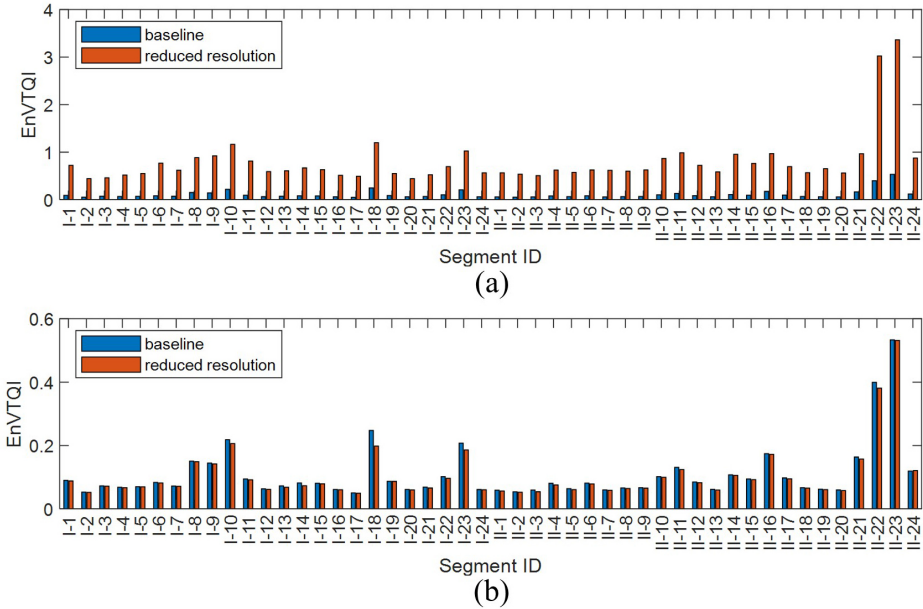 4
3
2
1
0
EnVTQI
baseline
reduced resolution
I-1 I-2 I-3 I-4 I-5 I-6 I-7 I-8 I-9 I-10 I-11 I-12 I-13 I-14 I-15 I-16 I-17 I-18 I-19 I-20 I-21 I-22 I-23 I-24 II-1 II-2 II-3 II-4 II-5 II-6 II-7 II-8 II-9 II-10 II-11 II-12 II-13 II-14 II-15 II-16 II-17 II-18 II-19 II-20 II-21 II-22 II-23 II-24
Segment ID
(a)
0.6
0.4
0.2
0
EnVTQI
baseline
reduced resolution
I-1 I-2 I-3 I-4 I-5 I-6 I-7 I-8 I-9 I-10 I-11 I-12 I-13 I-14 I-15 I-16 I-17 I-18 I-19 I-20 I-21 I-22 I-23 I-24 II-1 II-2 II-3 II-4 II-5 II-6 II-7 II-8 II-9 II-10 II-11 II-12 II-13 II-14 II-15 II-16 II-17 II-18 II-19 II-20 II-21 II-22 II-23 II-24
Segment ID
(b)